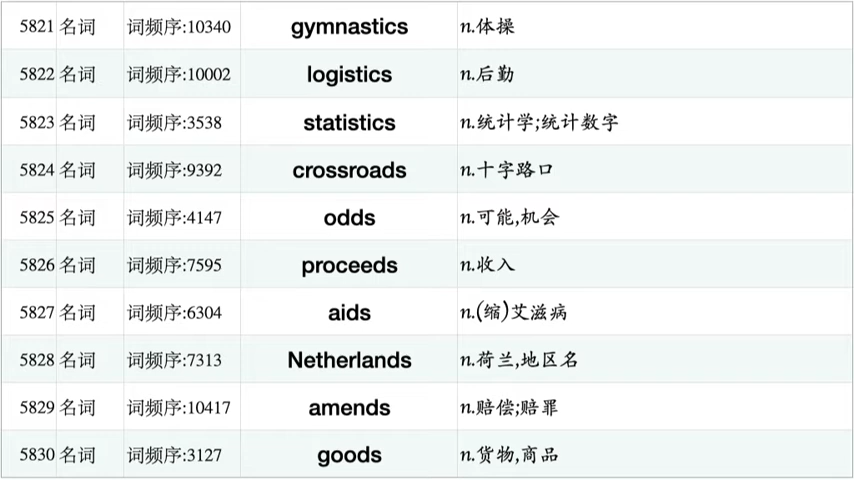 5821 名词 词频序:10340 gymnastics n.体操
5822 名词 词频序:10002 logistics n.后勤
5823 名词 词频序:3538 statistics n.统计学;统计数字
5824 名词 词频序:9392 crossroads n.十字路口
5825 名词 词频序:4147 odds n.可能,机会
5826 名词 词频序:7595 proceeds n.收入
5827 名词 词频序:6304 aids n.(缩)艾滋病
5828 名词 词频序:7313 Netherlands n.荷兰,地区名
5829 名词 词频序:10417 amends n.赔偿;赔罪
5830 名词 词频序:3127 goods n.货物,商品